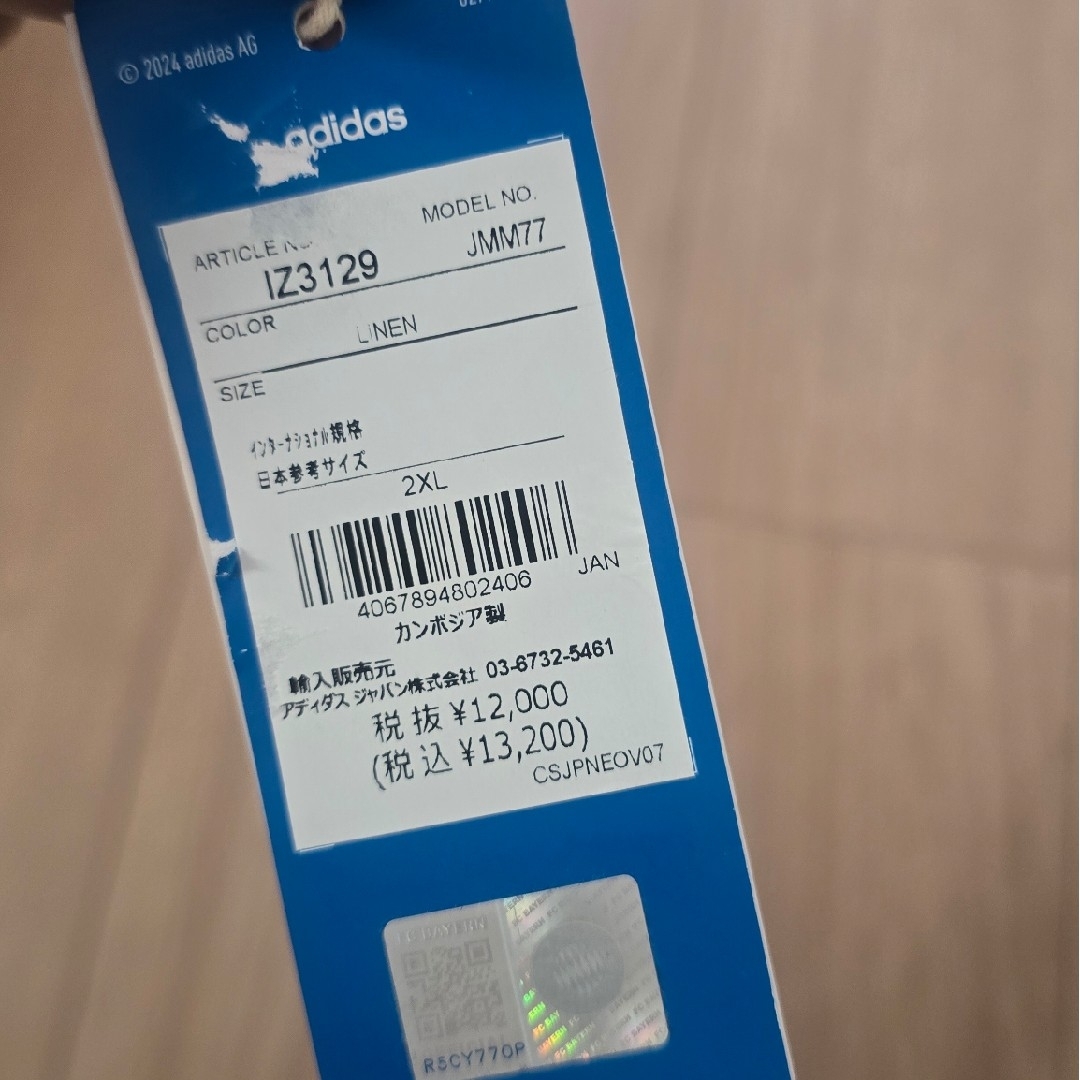 © 2024 adidas AG
adidas
ARTICLE NO.
MODEL NO.
IZ3129
JMM77
COLOR
LINEN
SIZE
インターナショナル規格
日本参考サイズ
2XL
4067894802406
JAN
カンボジア製
輸入販売元
アディダス ジャパン株式会社 03-6732-5461
税抜 ¥12,000
(税込 ¥13,200)
CSJPNEOV07
FC BAYERN
R5CY770P